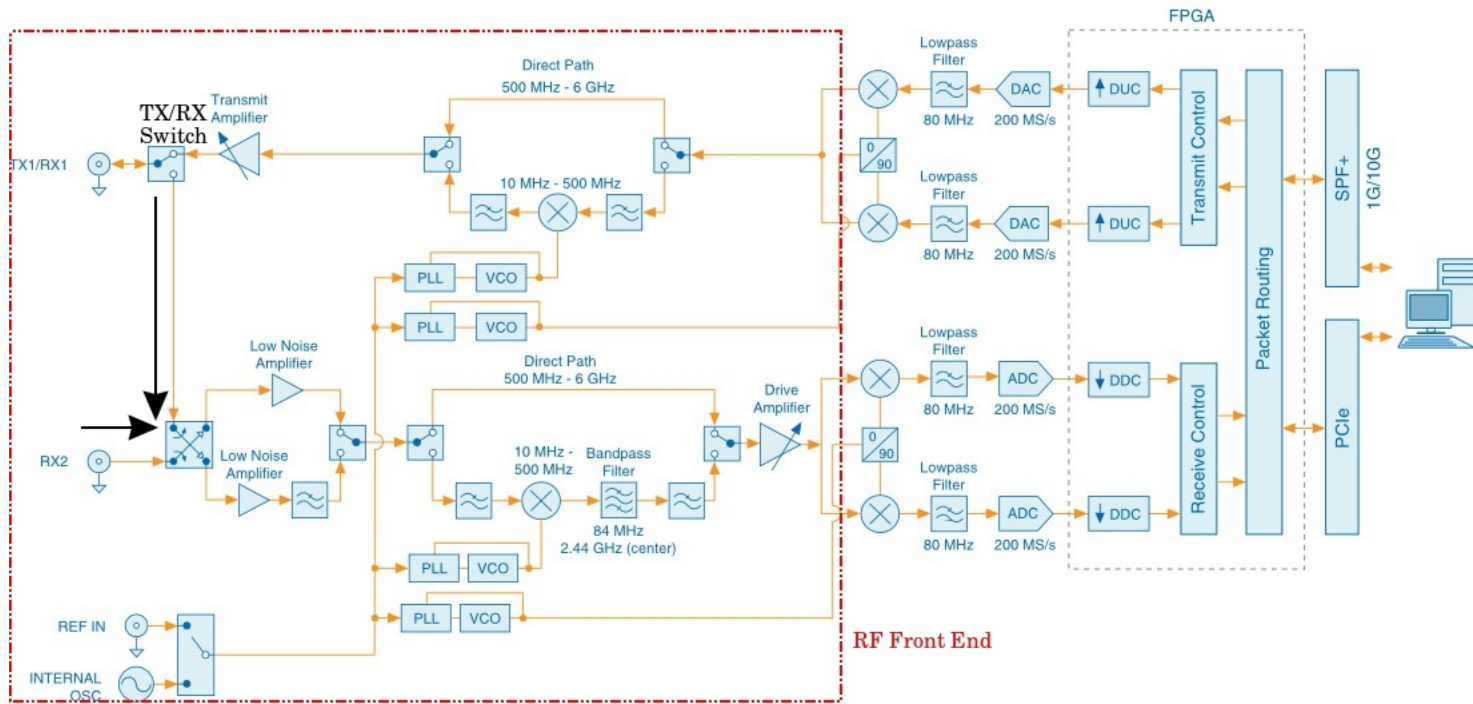 FPGA
Lowpass
Filter
DAC
DUC
80 MHz
200 MS/s
Direct Path
500 MHz - 6 GHz
TX/RX
Switch
Transmit
Amplifier
TX1/RX1
10 MHz - 500 MHz
0
90
Lowpass
Filter
DAC
DUC
80 MHz
200 MS/s
Transmit Control
Packet Routing
SPF+
1G/10G
PLL
VCO
PLL
VCO
Low Noise
Amplifier
Direct Path
500 MHz - 6 GHz
Drive
Amplifier
Lowpass
Filter
ADC
DDC
80 MHz
200 MS/s
RX2
Low Noise
Amplifier
10 MHz -
500 MHz
Bandpass
Filter
84 MHz
2.44 GHz (center)
0
90
Lowpass
Filter
ADC
DDC
80 MHz
200 MS/s
Receive Control
PCIe
PLL
VCO
PLL
VCO
REF IN
INTERNAL
OSC
RF Front End